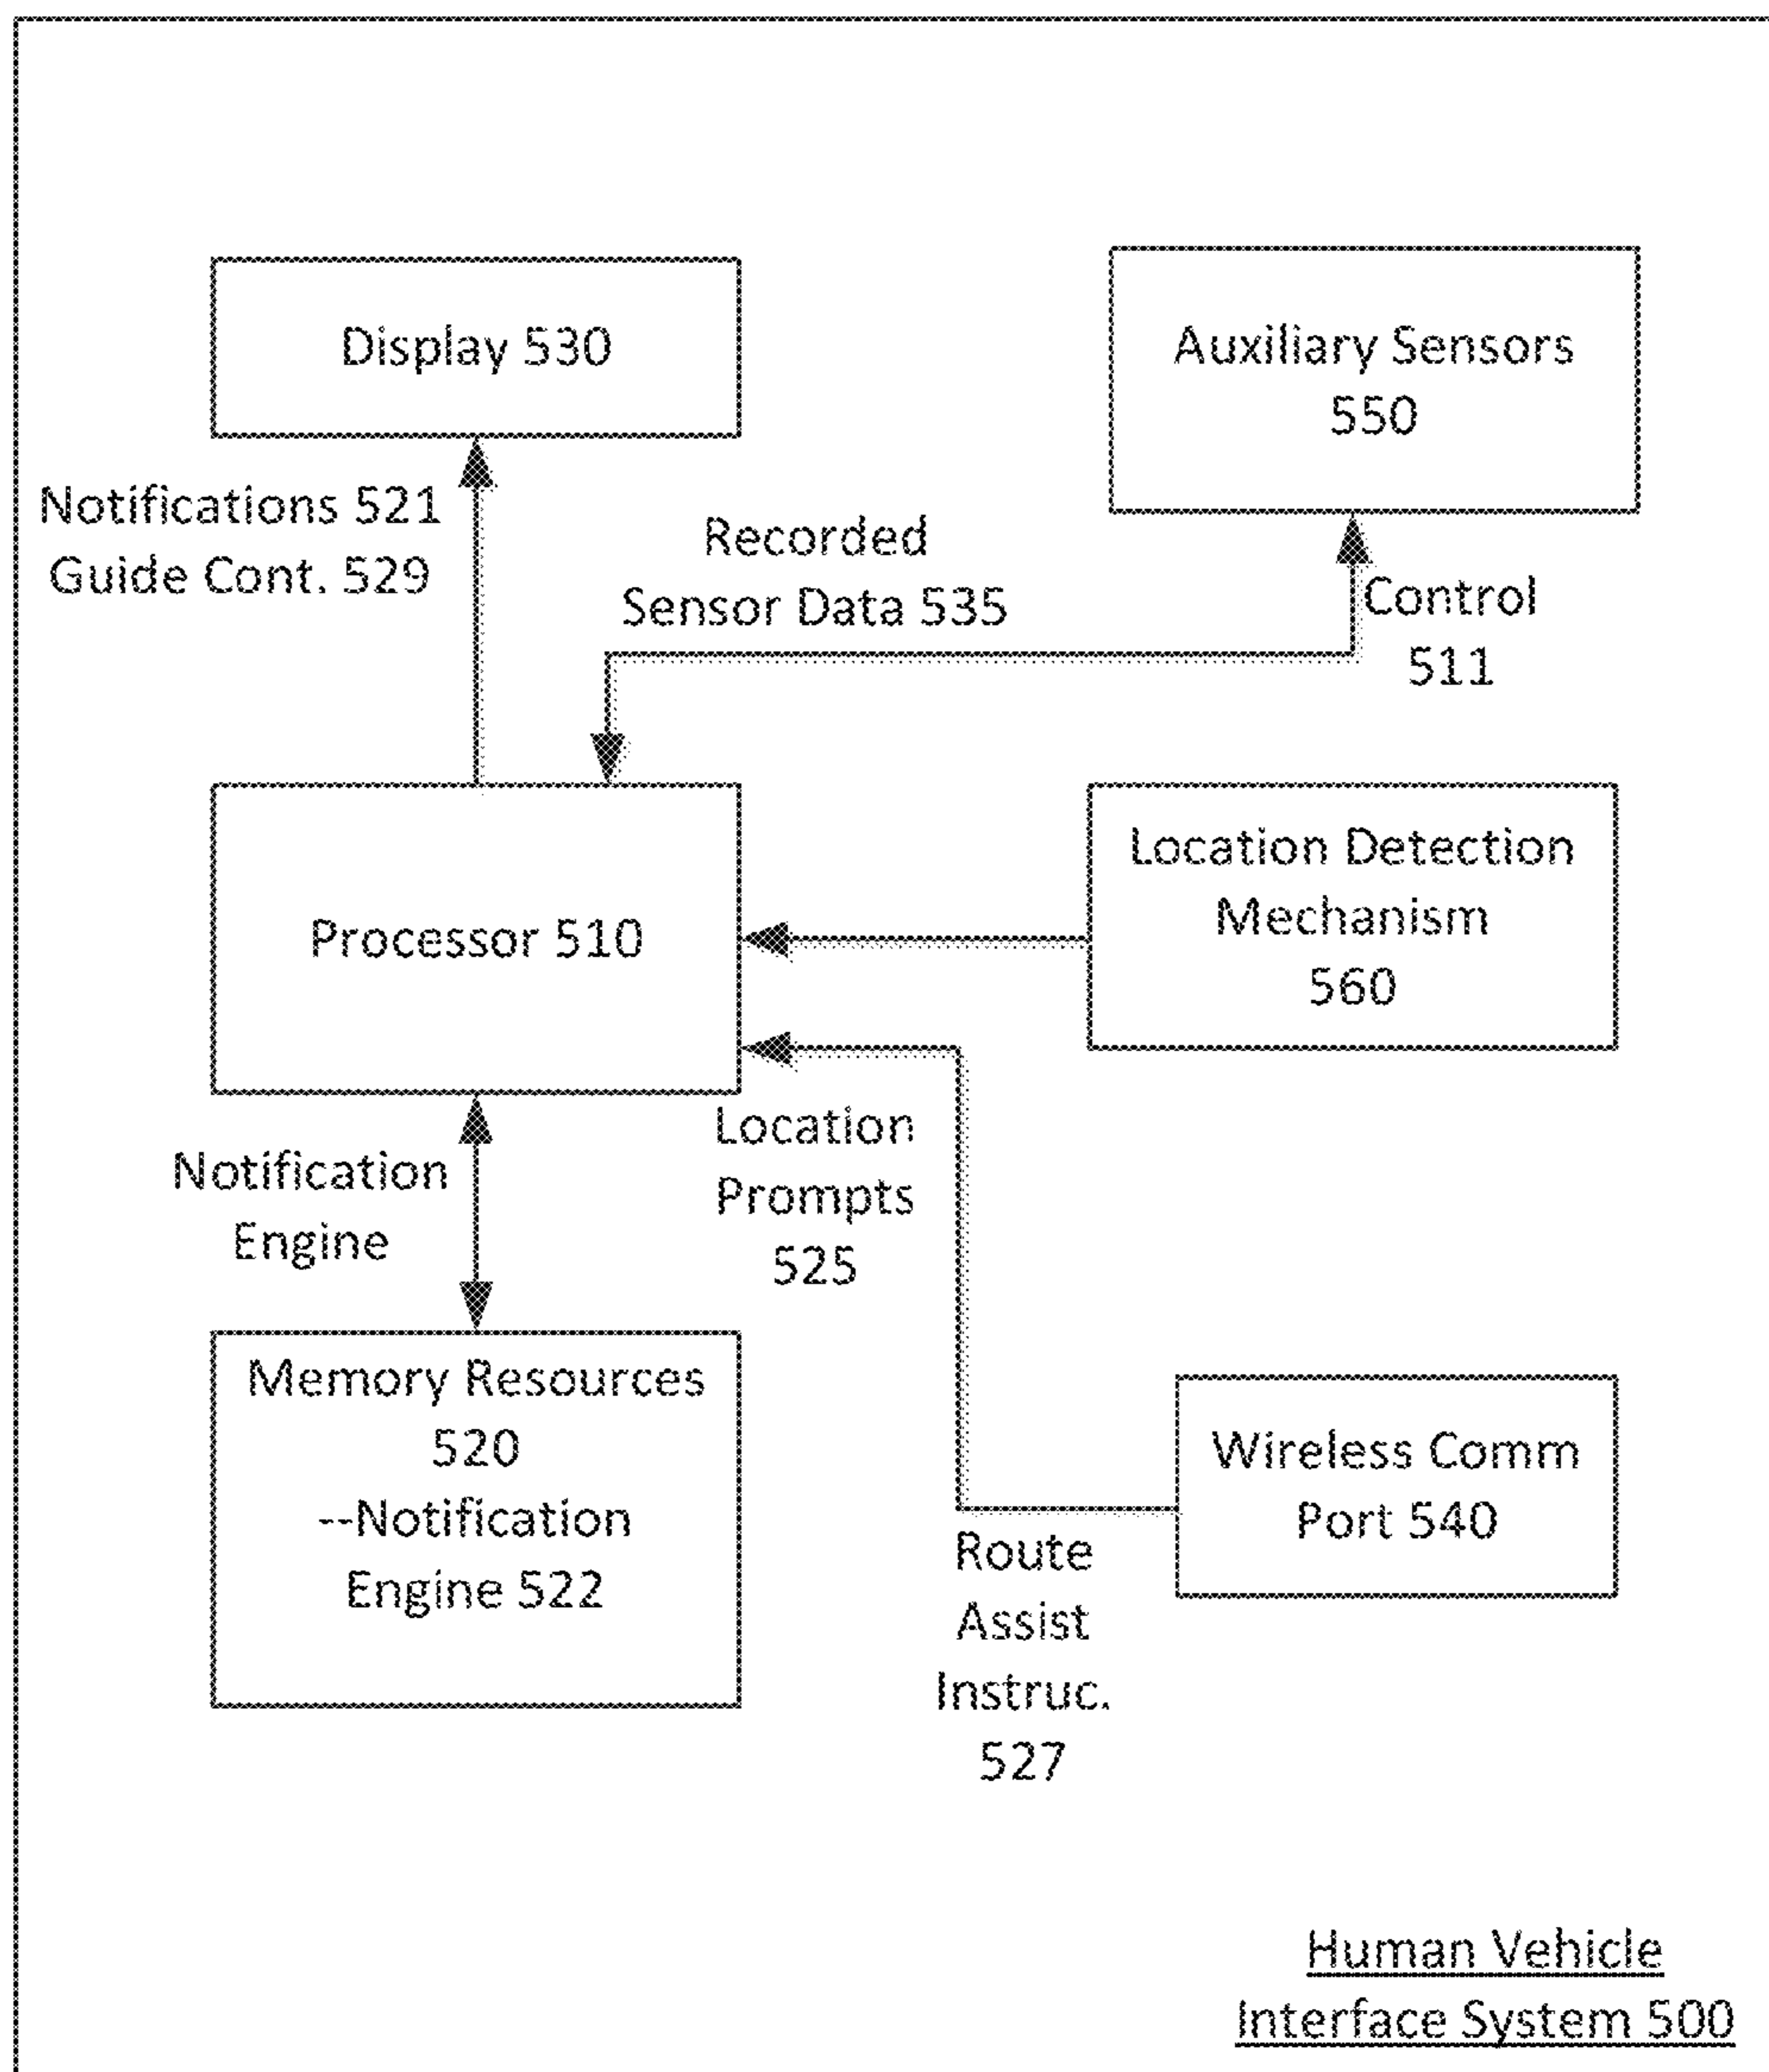 Display 530
Auxiliary Sensors
550
Notifications 521
Guide Cont. 529
Recorded
Sensor Data 535
Control
511
Processor 510
Location Detection
Mechanism
560
Notification
Engine
Location
Prompts
525
Memory Resources
520
--Notification
Engine 522
Wireless Comm
Port 540
Route
Assist
Instruc.
527
Human Vehicle
Interface System 500